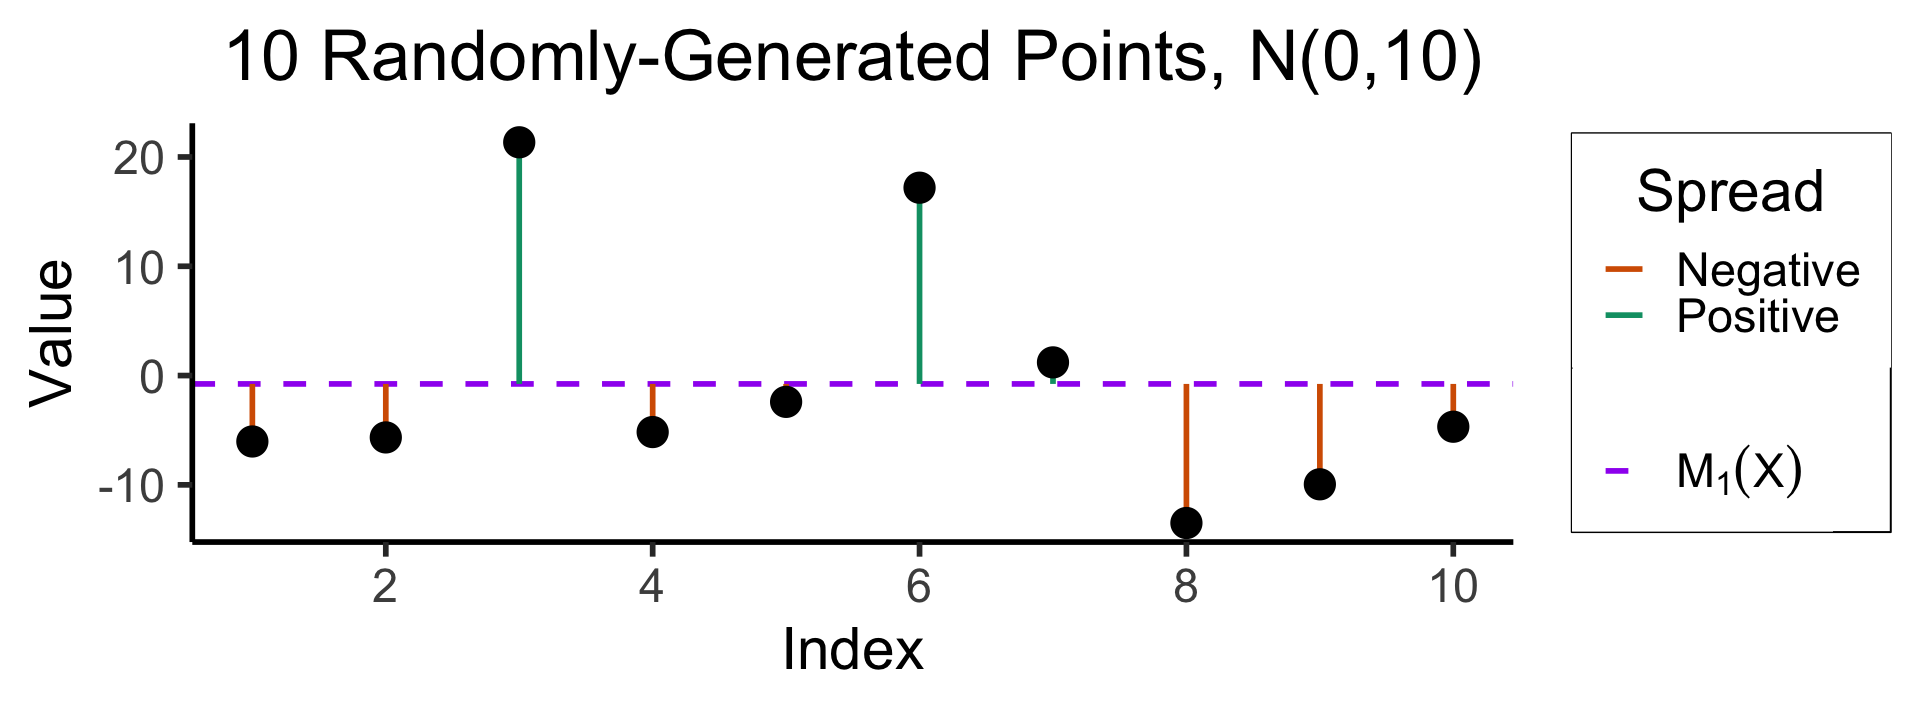 10 Randomly-Generated Points, N(0,10)
Value
20
10
0
-10
2 4 6 8 10
Index
Spread
Negative
Positive
M₁(X)